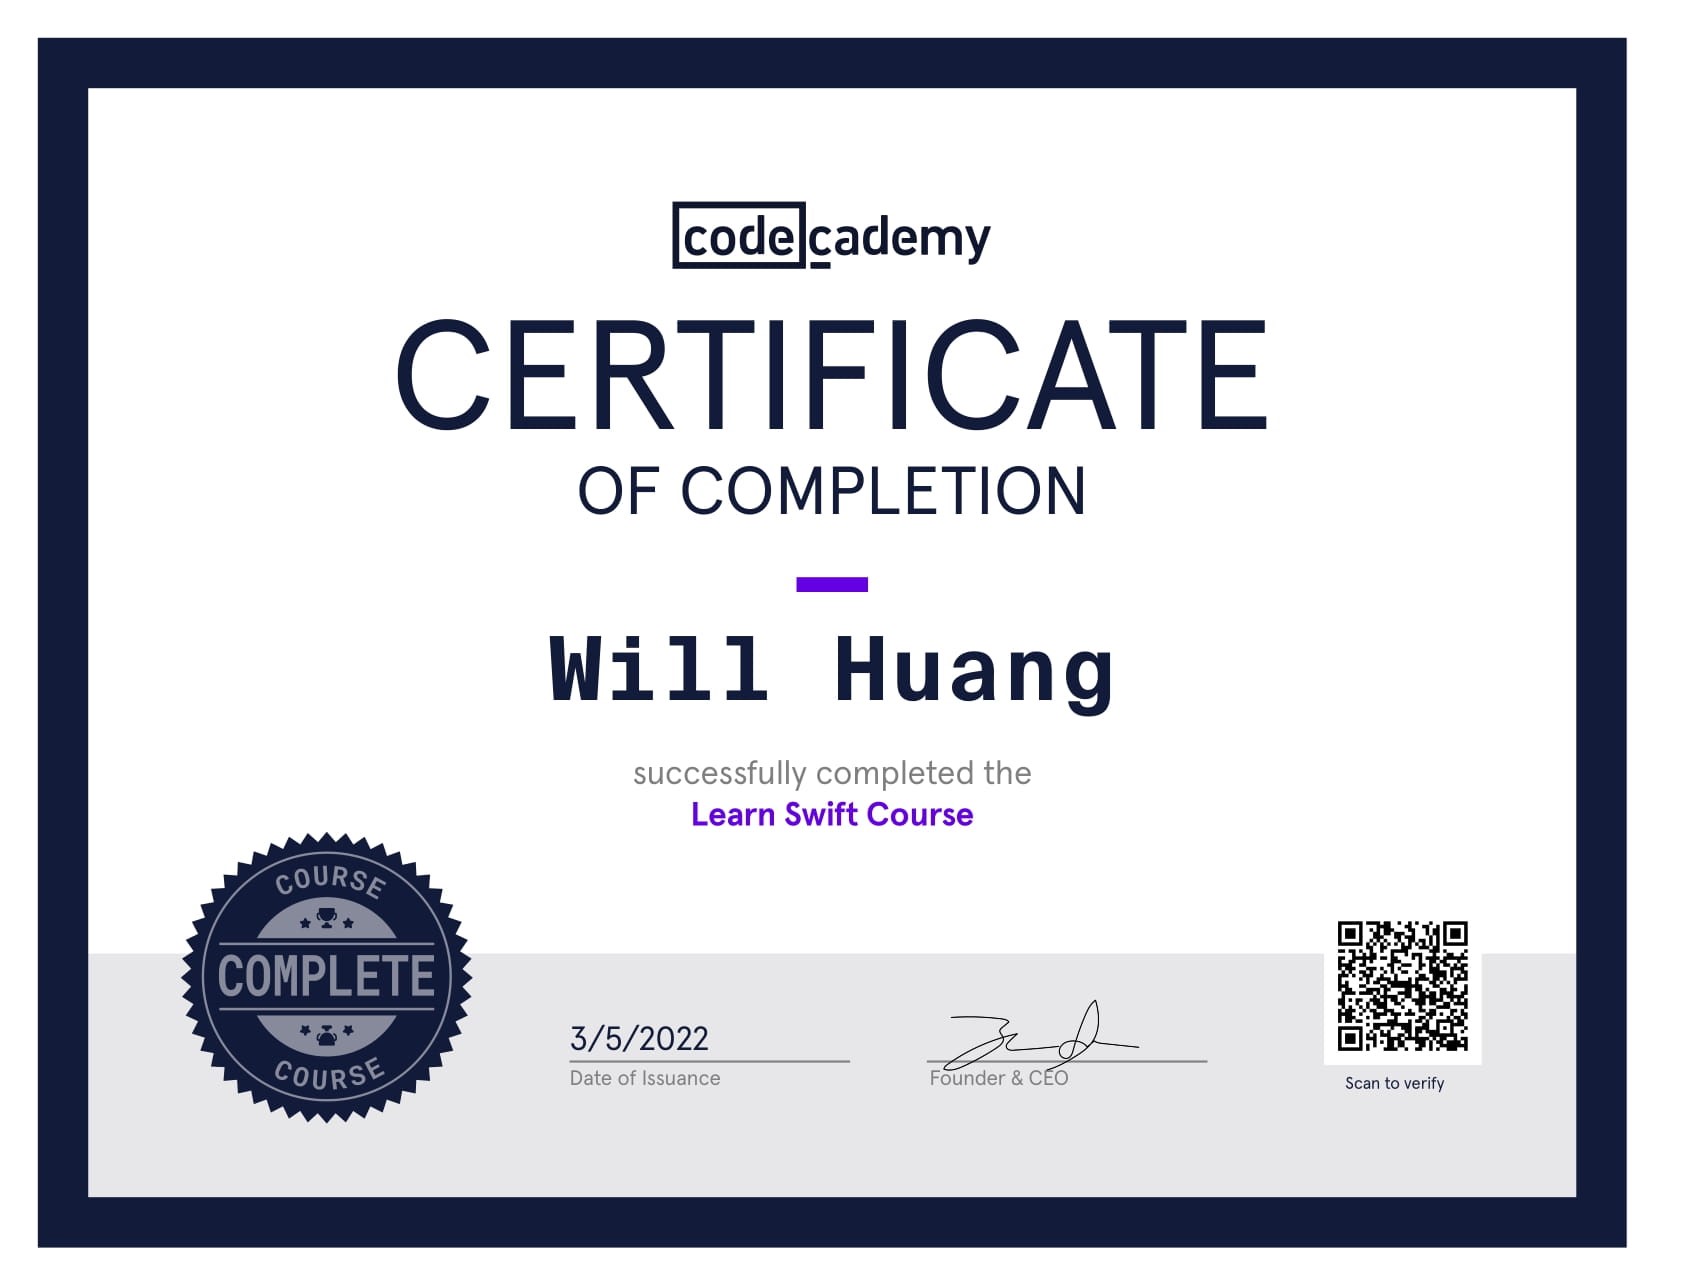 codecademy
CERTIFICATE
OF COMPLETION
Will Huang
successfully completed the
Learn Swift Course
COURSE
COMPLETE
COURSE
3/5/2022
Date of Issuance
Founder & CEO
Scan to verify